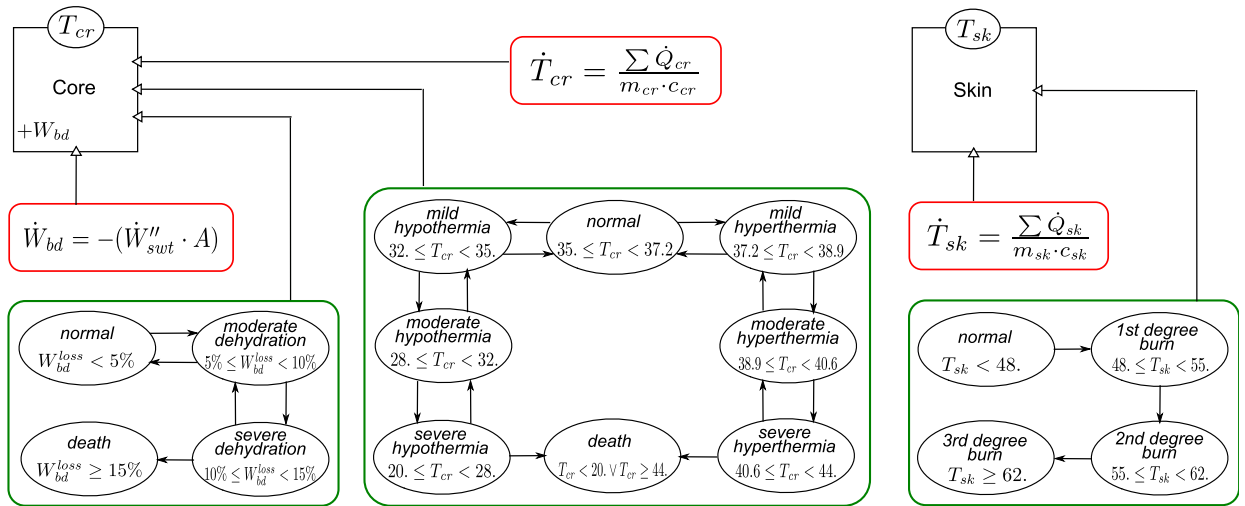 T_cr
Core
+W_bd
Ṫ_cr = ∑ Q̇_cr / m_cr·c_cr
T_sk
Skin
Ẇ_bd = −(Ẇ″_swt · A)
Ṫ_sk = ∑ Q̇_sk / m_sk·c_sk
normal
W_bd^loss < 5%
moderate
dehydration
5% ≤ W_bd^loss < 10%
death
W_bd^loss ≥ 15%
severe
dehydration
10% ≤ W_bd^loss < 15%
mild
hypothermia
32. ≤ T_cr < 35.
normal
35. ≤ T_cr < 37.2
mild
hyperthermia
37.2 ≤ T_cr < 38.9
moderate
hypothermia
28. ≤ T_cr < 32.
moderate
hyperthermia
38.9 ≤ T_cr < 40.6
severe
hypothermia
20. ≤ T_cr < 28.
death
T_cr < 20. ∨ T_cr ≥ 44.
severe
hyperthermia
40.6 ≤ T_cr < 44.
normal
T_sk < 48.
1st degree
burn
48. ≤ T_sk < 55.
3rd degree
burn
T_sk ≥ 62.
2nd degree
burn
55. ≤ T_sk < 62.